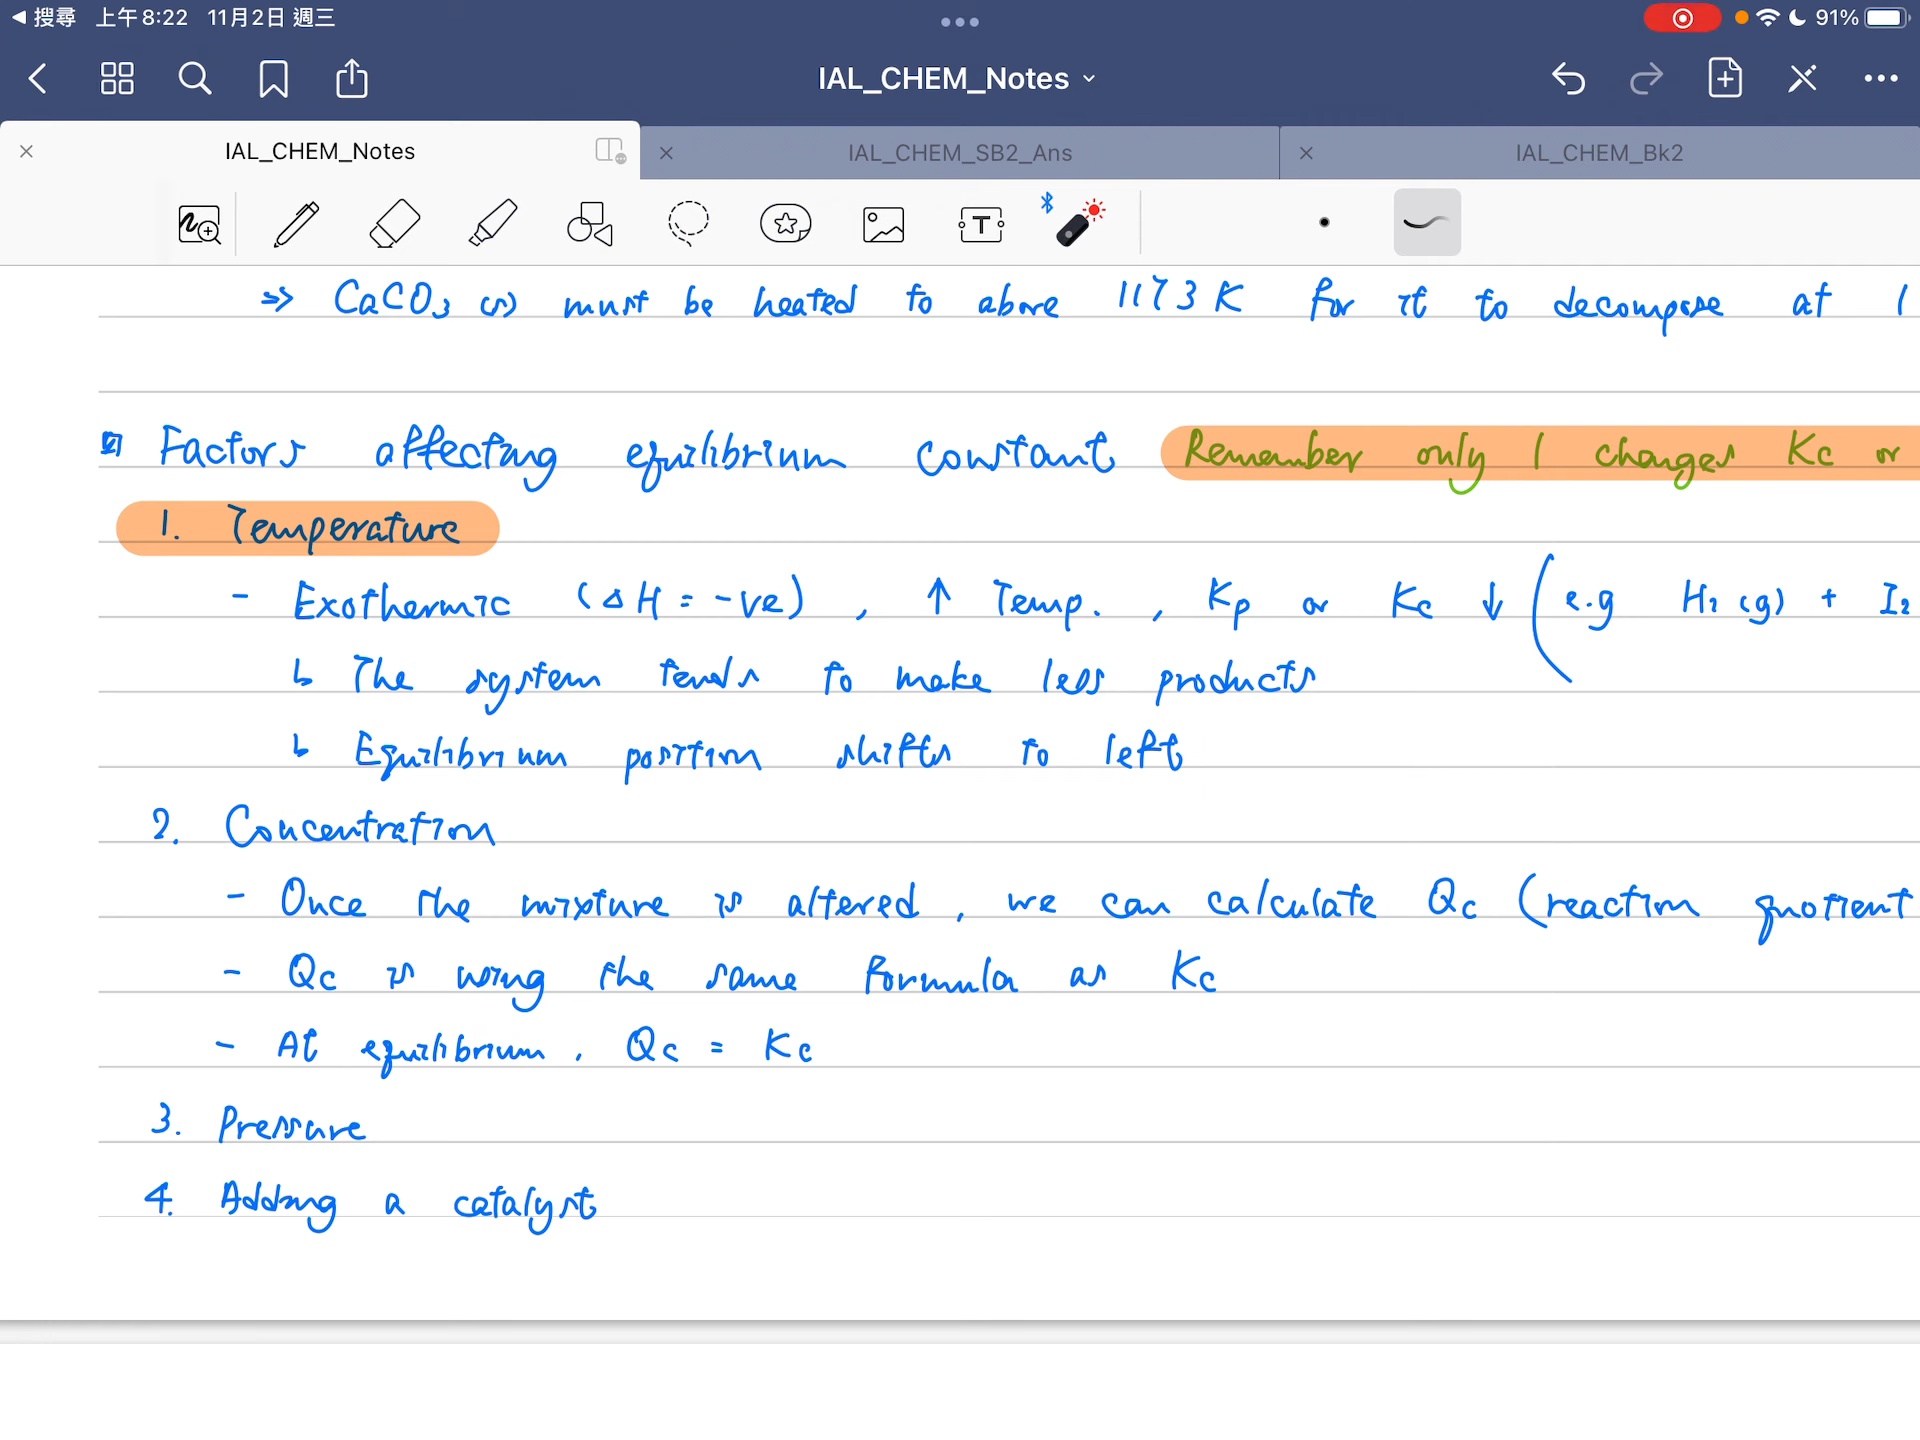 搜尋 上午8:22 11月2日 週三 91%
IAL_CHEM_Notes
IAL_CHEM_Notes IAL_CHEM_SB2_Ans IAL_CHEM_Bk2
T
⇒ CaCO₃ (s) must be heated to above 1173 K for it to decompose at 1
Factors affecting equilibrium constant Remember only 1 changes Kc or
1. Temperature
- Exothermic (ΔH = -ve) , ↑ Temp. , Kp or Kc ↓ (e.g H₂ (g) + I₂
↳ The system tends to make less products
↳ Equilibrium position shifts to left
2. Concentration
- Once the mixture is altered , we can calculate Qc (reaction quotient
- Qc is using the same formula as Kc
- At equilibrium , Qc = Kc
3. Pressure
4. Adding a catalyst